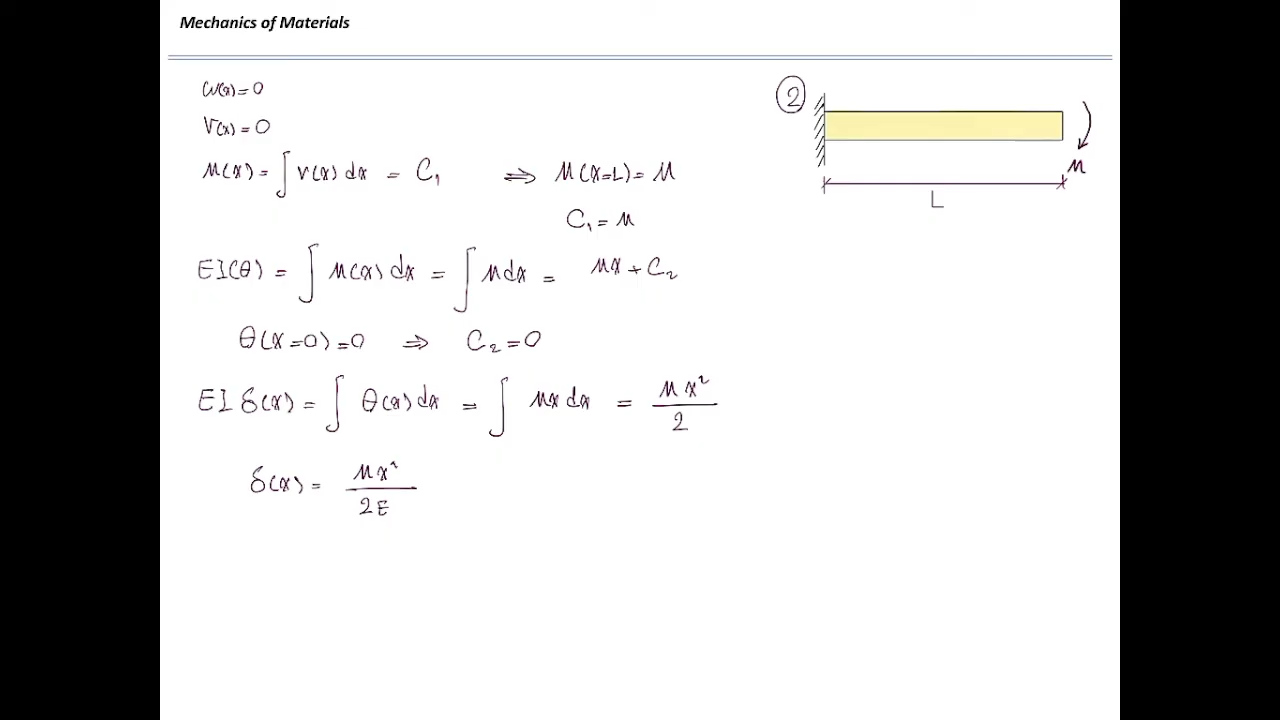 Mechanics of Materials
W(x) = 0
V(x) = 0
M(x) = ∫ V(x) dx = C₁ ⇒ M(x=L) = M
C₁ = M
EI(θ) = ∫ M(x) dx = ∫ M dx = Mx + C₂
θ(x=0) = 0 ⇒ C₂ = 0
EI δ(x) = ∫ θ(x) dx = ∫ Mx dx = Mx²/2
δ(x) = Mx²/2E
2
M
L